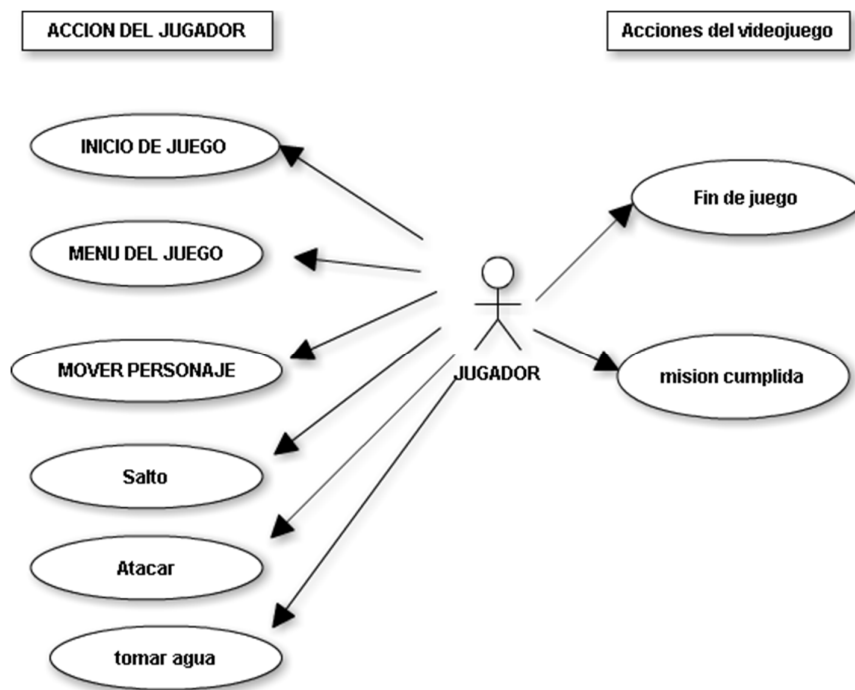 ACCION DEL JUGADOR
Acciones del videojuego
INICIO DE JUEGO
Fin de juego
MENU DEL JUEGO
MOVER PERSONAJE
JUGADOR
mision cumplida
Salto
Atacar
tomar agua